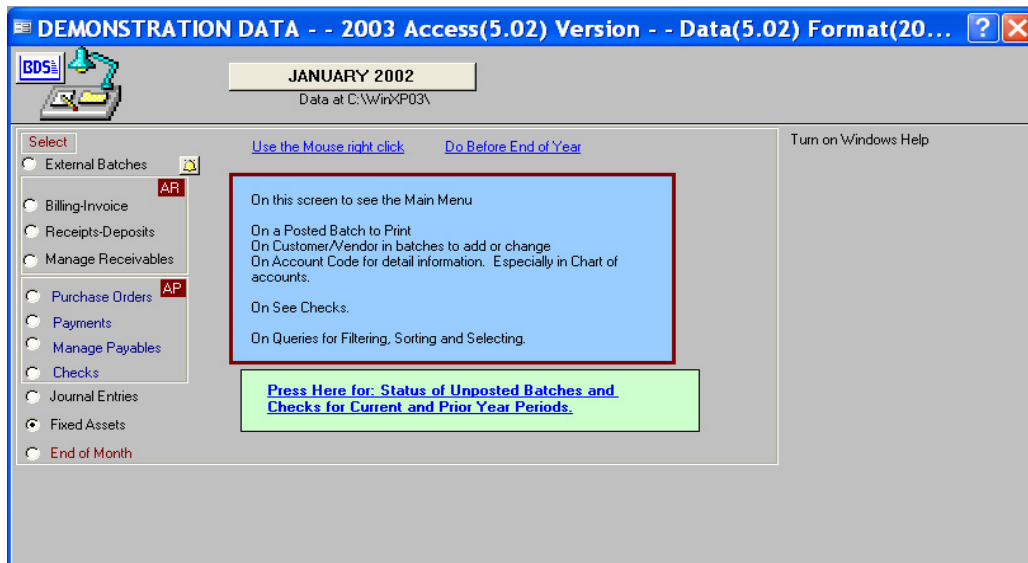 DEMONSTRATION DATA - - 2003 Access(5.02) Version - - Data(5.02) Format(20...
BDS
JANUARY 2002
Data at C:\WinXP03\
Select
External Batches
AR
Billing-Invoice
Receipts-Deposits
Manage Receivables
AP
Purchase Orders
Payments
Manage Payables
Checks
Journal Entries
Fixed Assets
End of Month
Use the Mouse right click
Do Before End of Year
On this screen to see the Main Menu
On a Posted Batch to Print
On Customer/Vendor in batches to add or change
On Account Code for detail information. Especially in Chart of
accounts.
On See Checks.
On Queries for Filtering, Sorting and Selecting.
Press Here for: Status of Unposted Batches and
Checks for Current and Prior Year Periods.
Turn on Windows Help